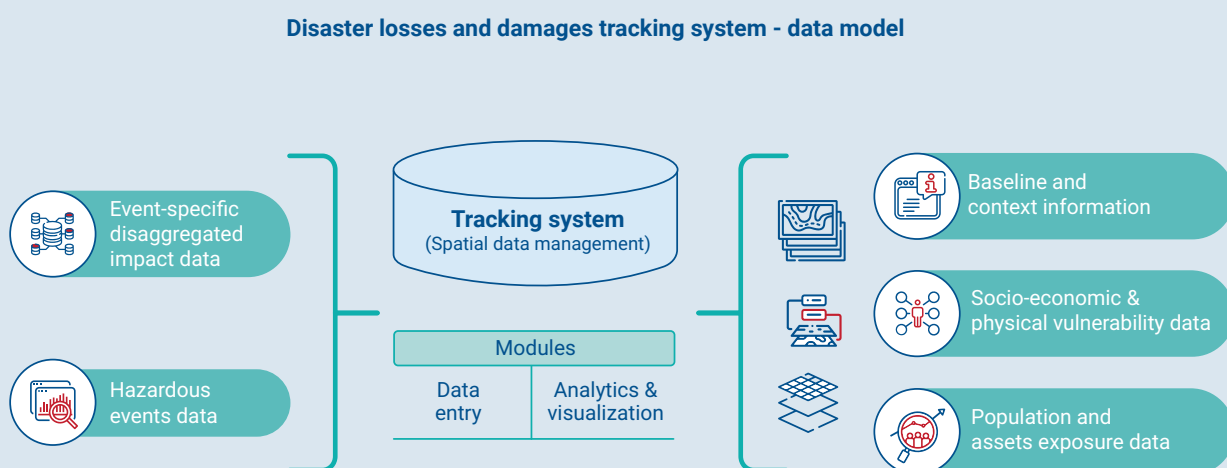 Disaster losses and damages tracking system - data model
Event-specific
disaggregated
impact data
Hazardous
events data
Tracking system
(Spatial data management)
Modules
Data
entry
Analytics &
visualization
Baseline and
context information
Socio-economic &
physical vulnerability data
Population and
assets exposure data